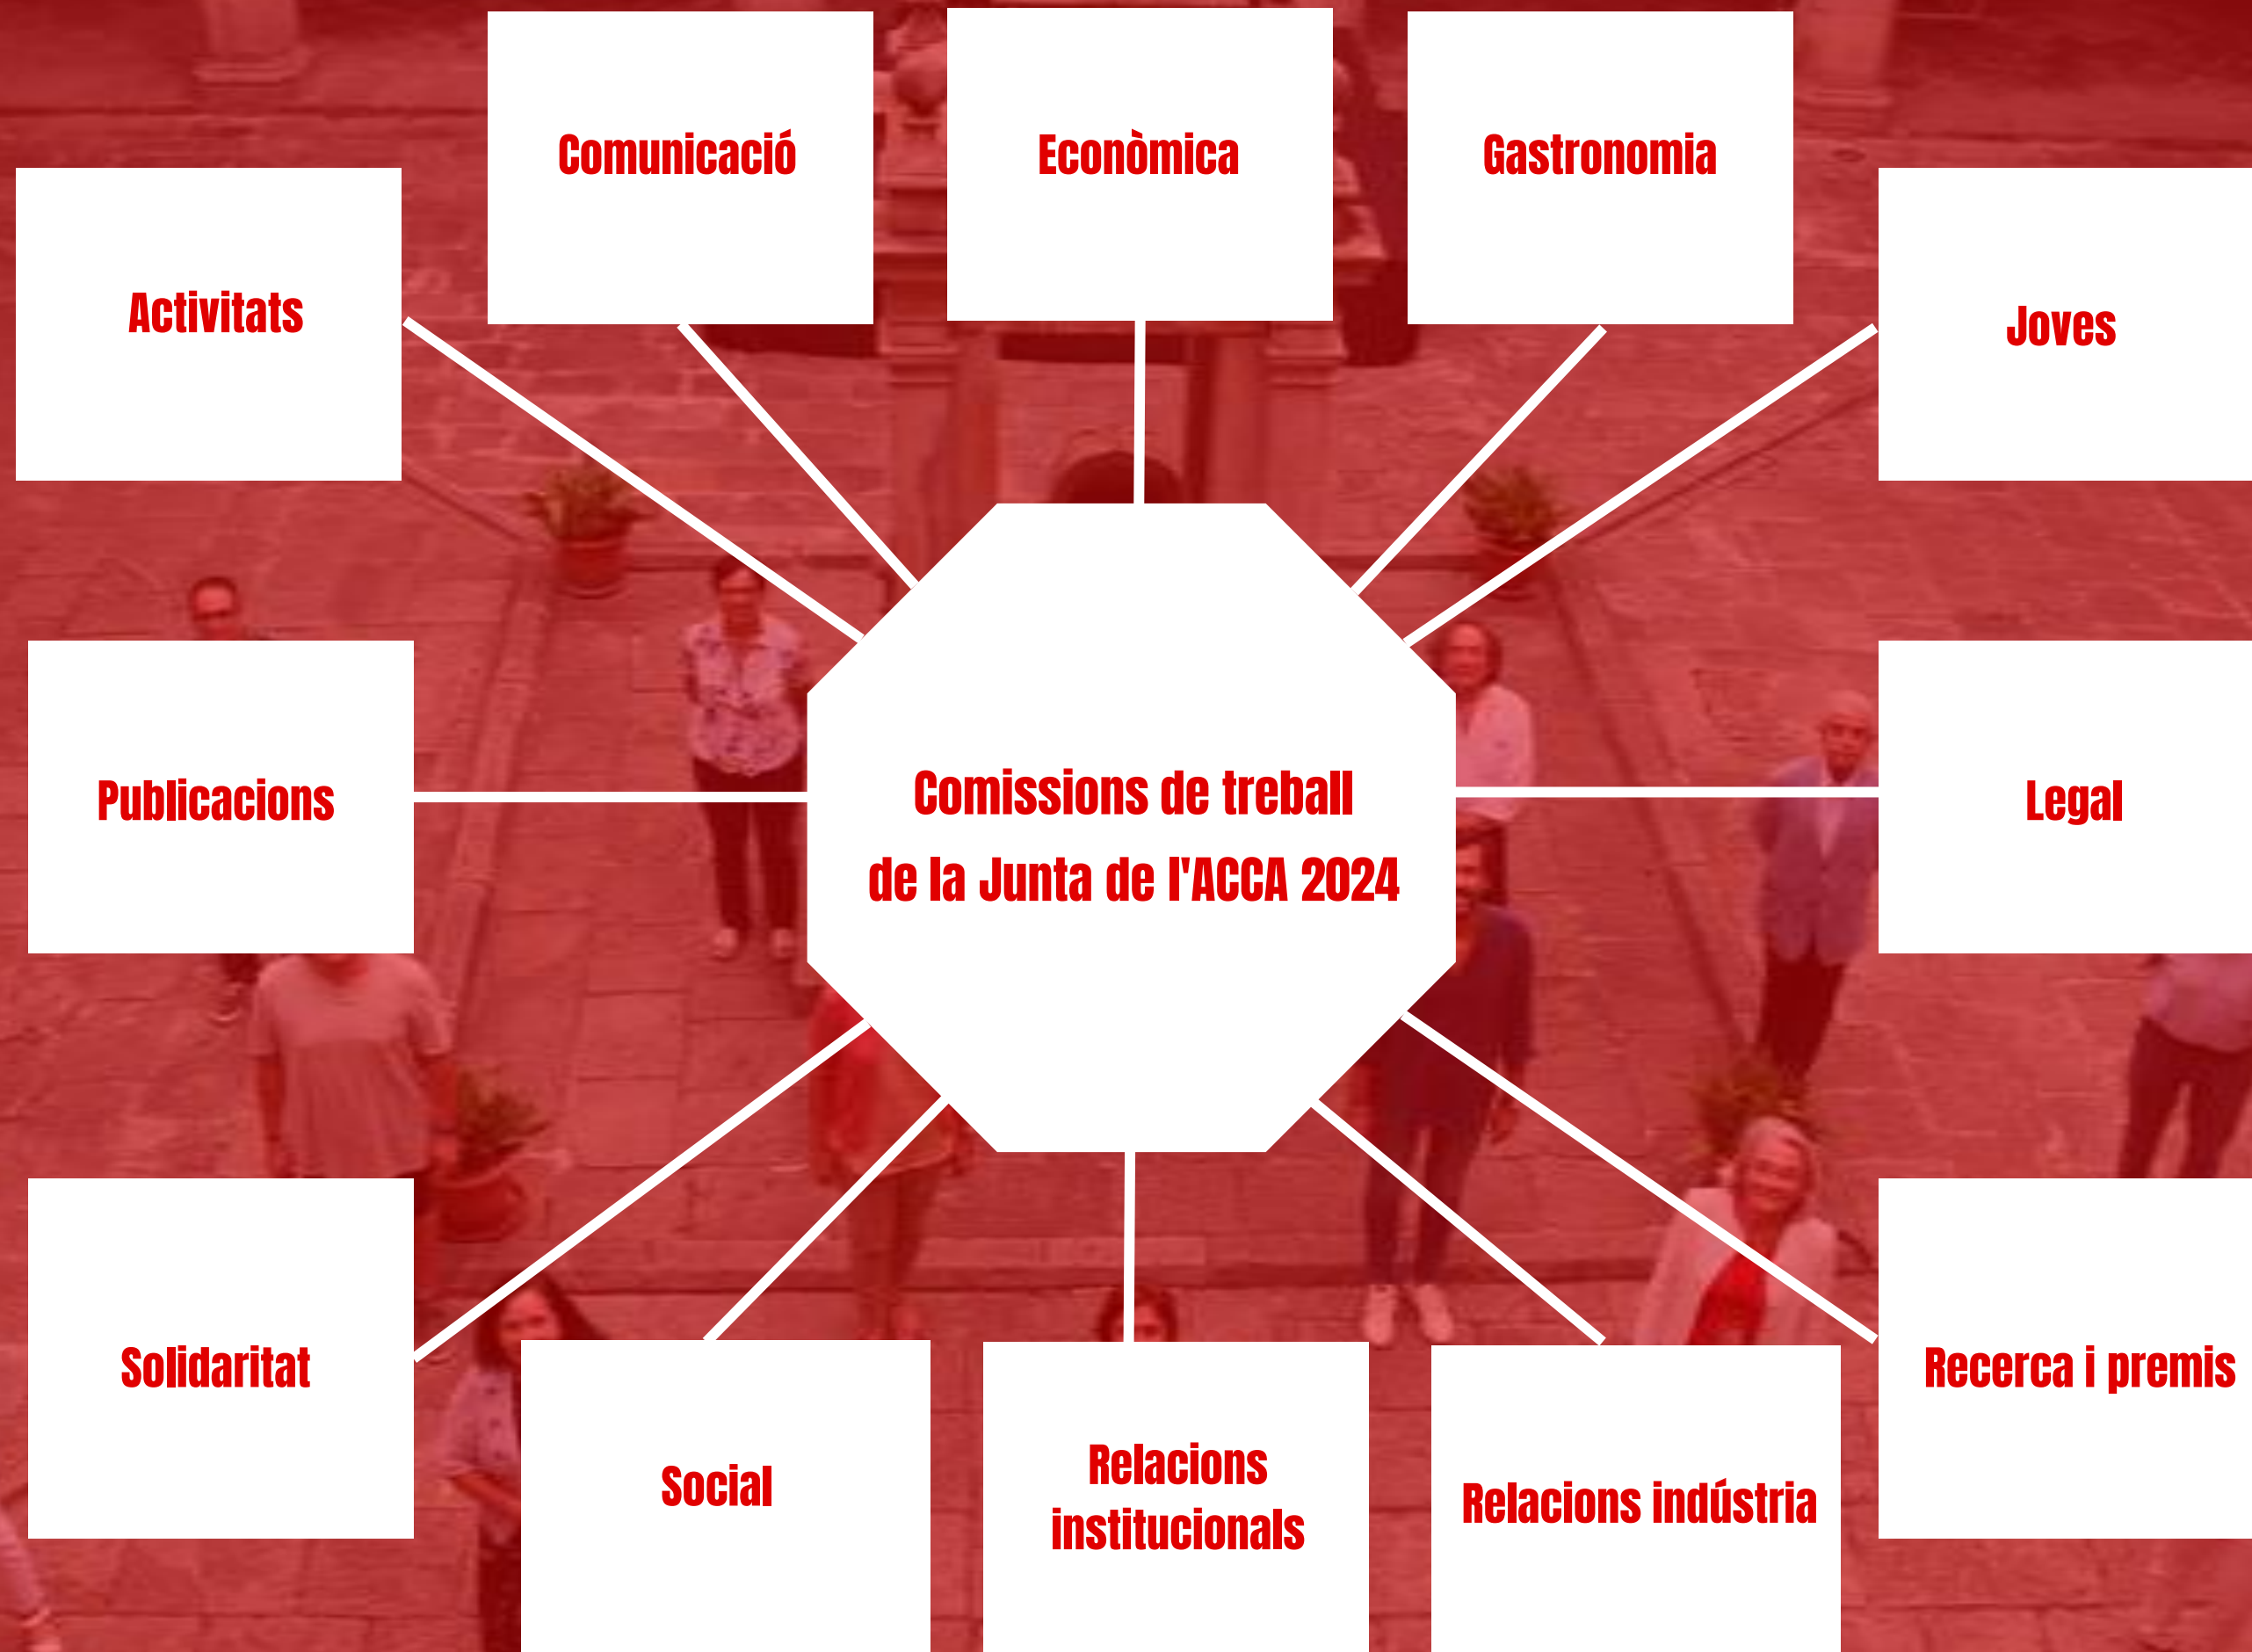 Comunicació
Econòmica
Gastronomia
Activitats
Joves
Publicacions
Comissions de treball
de la Junta de l'ACCA 2024
Legal
Solidaritat
Social
Relacions
institucionals
Relacions indústria
Recerca i premis